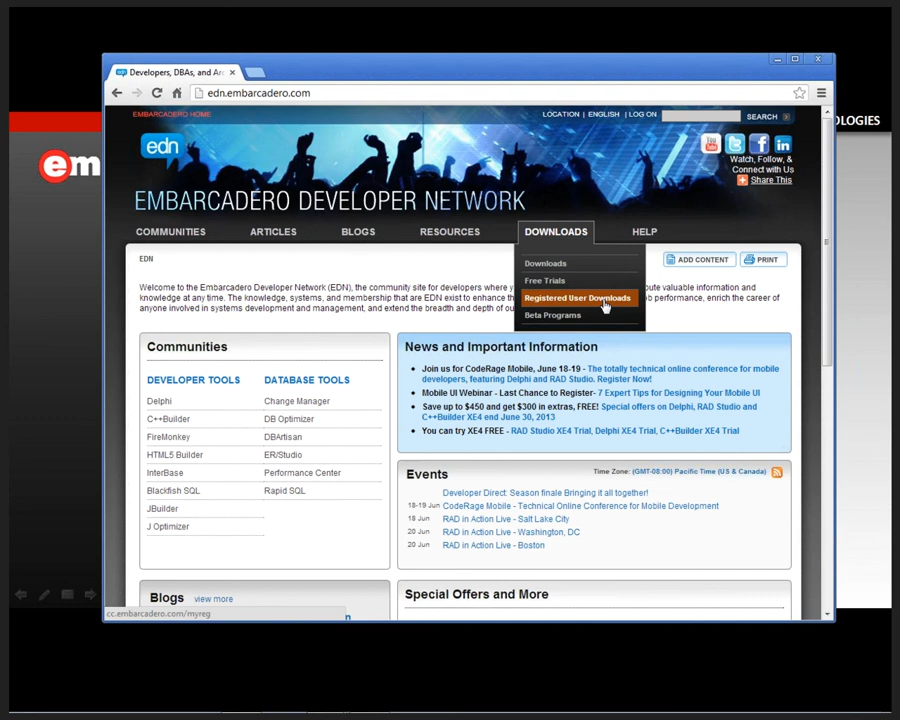 Developers, DBAs, and Arc
edn.embarcadero.com
EMBARCADERO HOME
LOCATION | ENGLISH | LOG ON
SEARCH
OLOGIES
edn
You Tube
Watch, Follow, &
Connect with Us
Share This
em
EMBARCADERO DEVELOPER NETWORK
COMMUNITIES ARTICLES BLOGS RESOURCES DOWNLOADS HELP
EDN
ADD CONTENT PRINT
Downloads
Free Trials
Registered User Downloads
Beta Programs
Welcome to the Embarcadero Developer Network (EDN), the community site for developers where y bute valuable information and
knowledge at any time. The knowledge, systems, and membership that are EDN exist to enhance b performance, enrich the career of
anyone involved in systems development and management, and extend the breadth and depth of ou
Communities
DEVELOPER TOOLS DATABASE TOOLS
Delphi Change Manager
C++Builder DB Optimizer
FireMonkey DBArtisan
HTML5 Builder ER/Studio
InterBase Performance Center
Blackfish SQL Rapid SQL
JBuilder
J Optimizer
News and Important Information
Join us for CodeRage Mobile, June 18-19 - The totally technical online conference for mobile
developers, featuring Delphi and RAD Studio. Register Now!
Mobile UI Webinar - Last Chance to Register- 7 Expert Tips for Designing Your Mobile UI
Save up to $450 and get $300 in extras, FREE! Special offers on Delphi, RAD Studio and
C++Builder XE4 end June 30, 2013
You can try XE4 FREE - RAD Studio XE4 Trial, Delphi XE4 Trial, C++Builder XE4 Trial
Events
Time Zone: (GMT-08:00) Pacific Time (US & Canada)
Developer Direct: Season finale Bringing it all together!
18-19 Jun CodeRage Mobile - Technical Online Conference for Mobile Development
18 Jun RAD in Action Live - Salt Lake City
20 Jun RAD in Action Live - Washington, DC
20 Jun RAD in Action Live - Boston
Blogs view more
Special Offers and More
cc.embarcadero.com/myreg